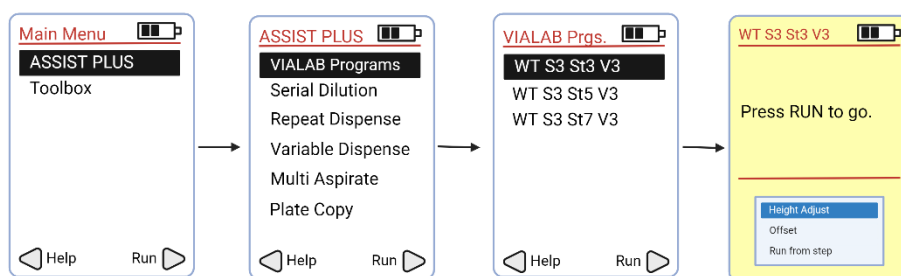 Main Menu
ASSIST PLUS
Toolbox
Help
Run
ASSIST PLUS
VIALAB Programs
Serial Dilution
Repeat Dispense
Variable Dispense
Multi Aspirate
Plate Copy
Help
Run
VIALAB Prgs.
WT S3 St3 V3
WT S3 St5 V3
WT S3 St7 V3
Help
Run
WT S3 St3 V3
Press RUN to go.
Height Adjust
Offset
Run from step